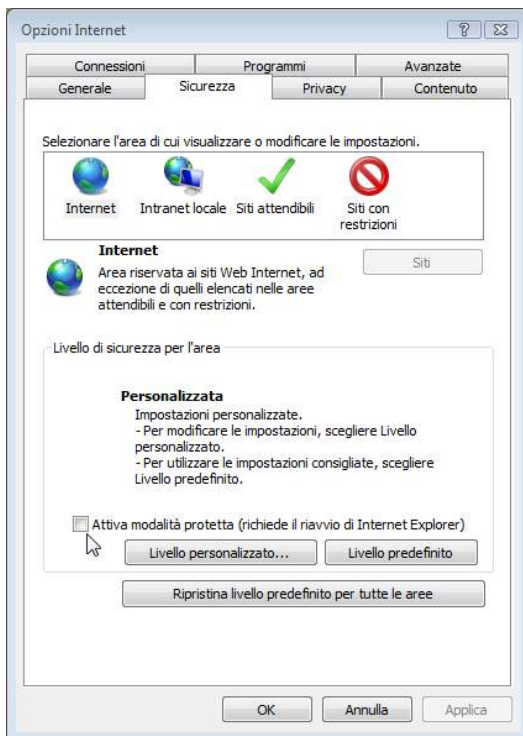 Opzioni Internet
Connessioni Programmi Avanzate
Generale Sicurezza Privacy Contenuto
Selezionare l'area di cui visualizzare o modificare le impostazioni.
Internet Intranet locale Siti attendibili Siti con
restrizioni
Internet
Siti
Area riservata ai siti Web Internet, ad
eccezione di quelli elencati nelle aree
attendibili e con restrizioni.
Livello di sicurezza per l'area
Personalizzata
Impostazioni personalizzate.
- Per modificare le impostazioni, scegliere Livello
personalizzato.
- Per utilizzare le impostazioni consigliate, scegliere
Livello predefinito.
Attiva modalità protetta (richiede il riavvio di Internet Explorer)
Livello personalizzato... Livello predefinito
Ripristina livello predefinito per tutte le aree
OK Annulla Applica